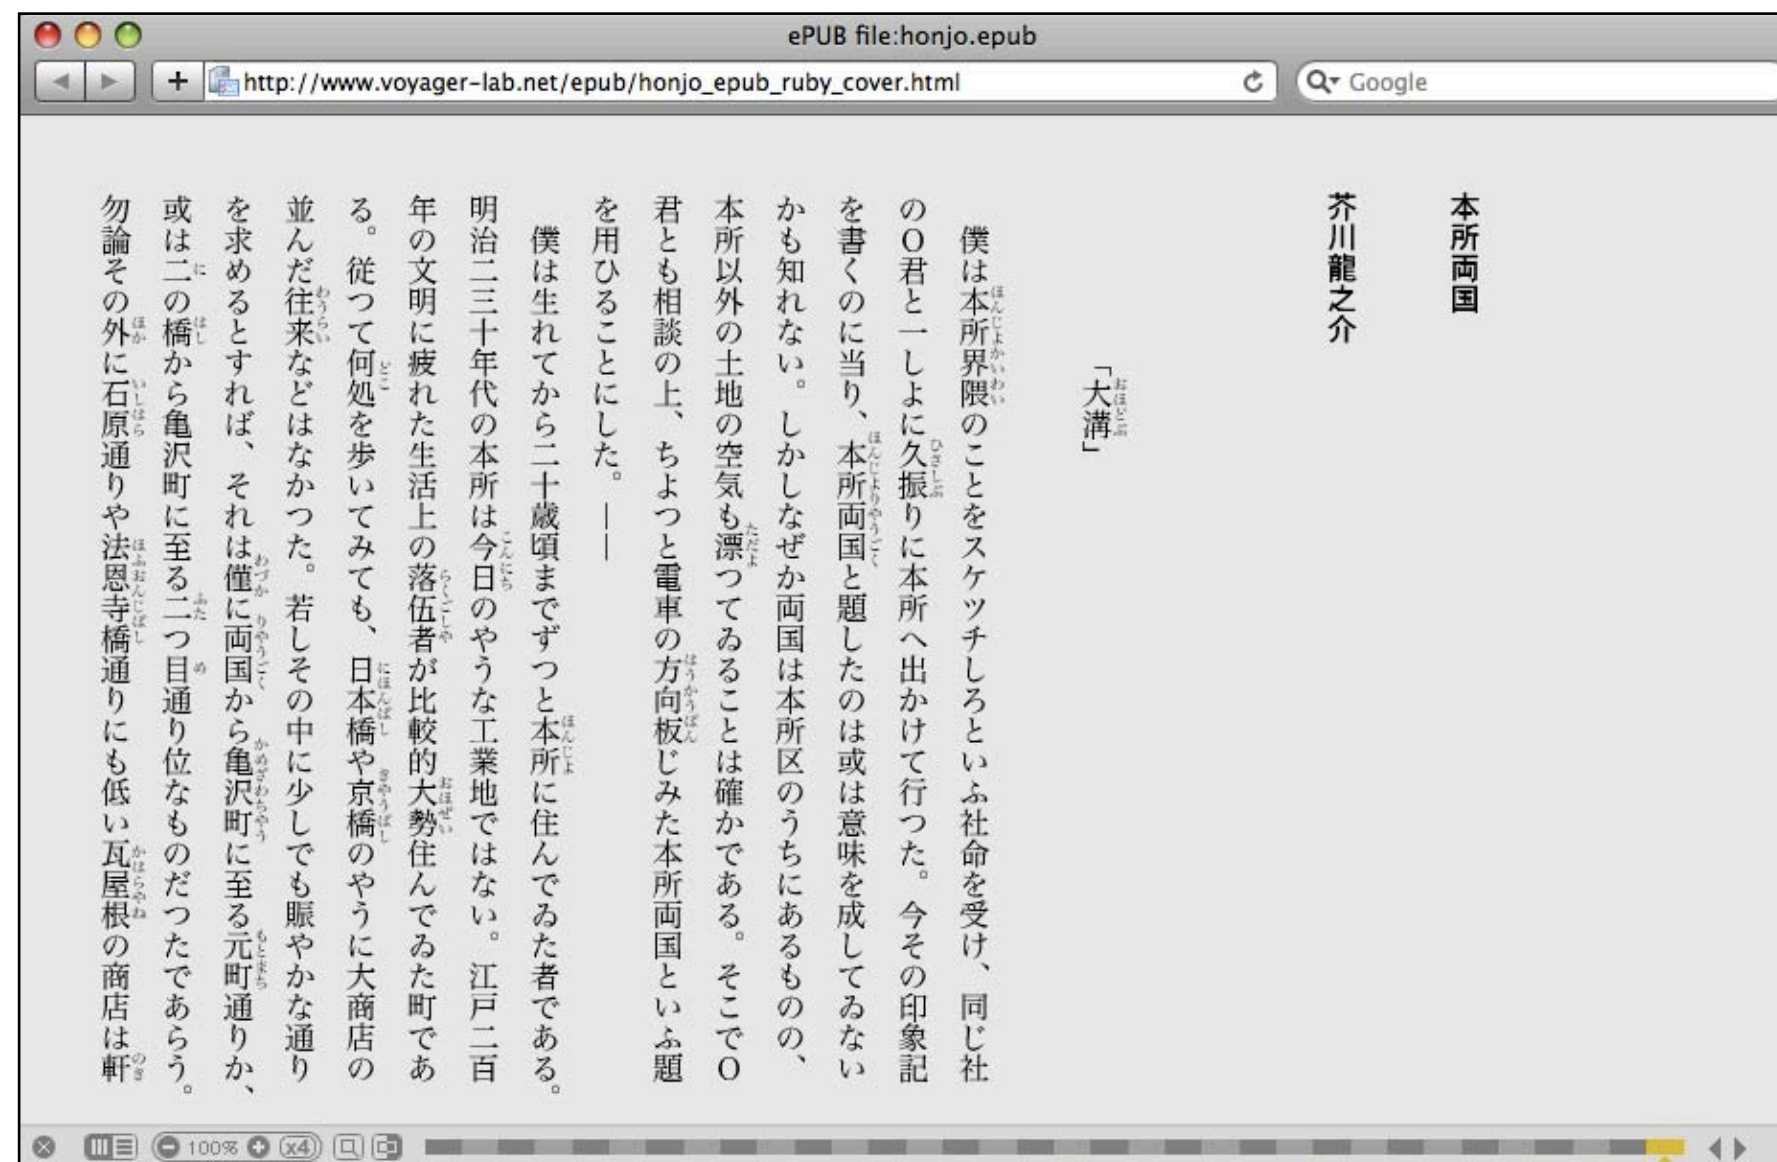 ePUB file:honjo.epub
http://www.voyager-lab.net/epub/honjo_epub_ruby_cover.html
Google
本所両国
芥川龍之介
「大溝」
僕は本所界隈のことをスケツチしろといふ社命を受け、同じ社
のO君と一しよに久振りに本所へ出かけて行つた。今その印象記
を書くのに当り、本所両国と題したのは或は意味を成してゐない
かも知れない。しかしなぜか両国は本所区のうちにあるものの、
本所以外の土地の空気も漂つてゐることは確かである。そこでO
君とも相談の上、ちよつと電車の方向板じみた本所両国といふ題
を用ひることにした。――
僕は生れてから二十歳頃までずつと本所に住んでゐた者である。
明治二三十年代の本所は今日のやうな工業地ではない。江戸二百
年の文明に疲れた生活上の落伍者が比較的大勢住んでゐた町であ
る。従つて何処を歩いてみても、日本橋や京橋のやうに大商店の
並んだ往来などはなかつた。若しその中に少しでも賑やかな通り
を求めるとすれば、それは僅に両国から亀沢町に至る元町通りか、
或は二の橋から亀沢町に至る二つ目通り位なものだつたであらう。
勿論その外に石原通りや法恩寺橋通りにも低い瓦屋根の商店は軒
100%
x4